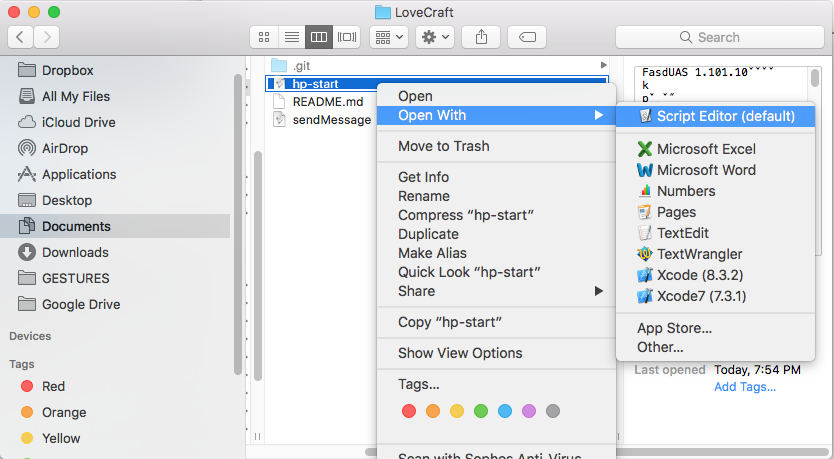 LoveCraft
Search
Dropbox
All My Files
iCloud Drive
AirDrop
Applications
Desktop
Documents
Downloads
GESTURES
Google Drive
Devices
Tags
Red
Orange
Yellow
.git
hp-start
README.md
sendMessage
Open
Open With
Move to Trash
Get Info
Rename
Compress “hp-start”
Duplicate
Make Alias
Quick Look “hp-start”
Share
Copy “hp-start”
Show View Options
Tags...
Scan with Sophos Anti-Virus
FasdUAS 1.101.10
k
Script Editor (default)
Microsoft Excel
Microsoft Word
Numbers
Pages
TextEdit
TextWrangler
Xcode (8.3.2)
Xcode7 (7.3.1)
App Store...
Other...
Last opened Today, 7:54 PM
Add Tags...